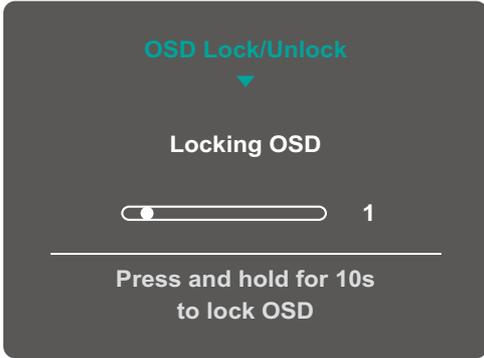 OSD Lock/Unlock
Locking OSD
1
Press and hold for 10s
to lock OSD